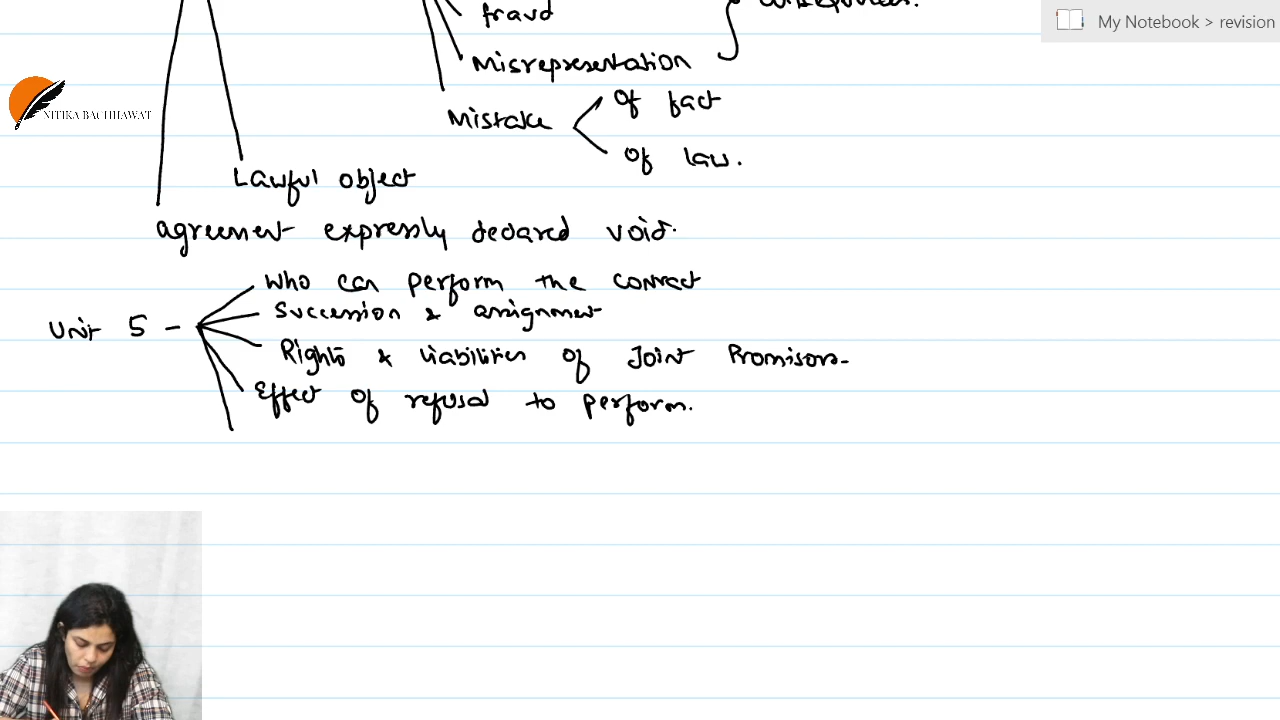 fraud
My Notebook > revision
Misrepresentation
Of fact
NITIKA BACHHAWAT
Mistake
Of law.
Lawful object
agreement expressly declared void.
Who can perform the contract
Succession & assignment
Unit 5 -
Rights & liabilities of Joint Promisors-
Effect of refusal to perform.